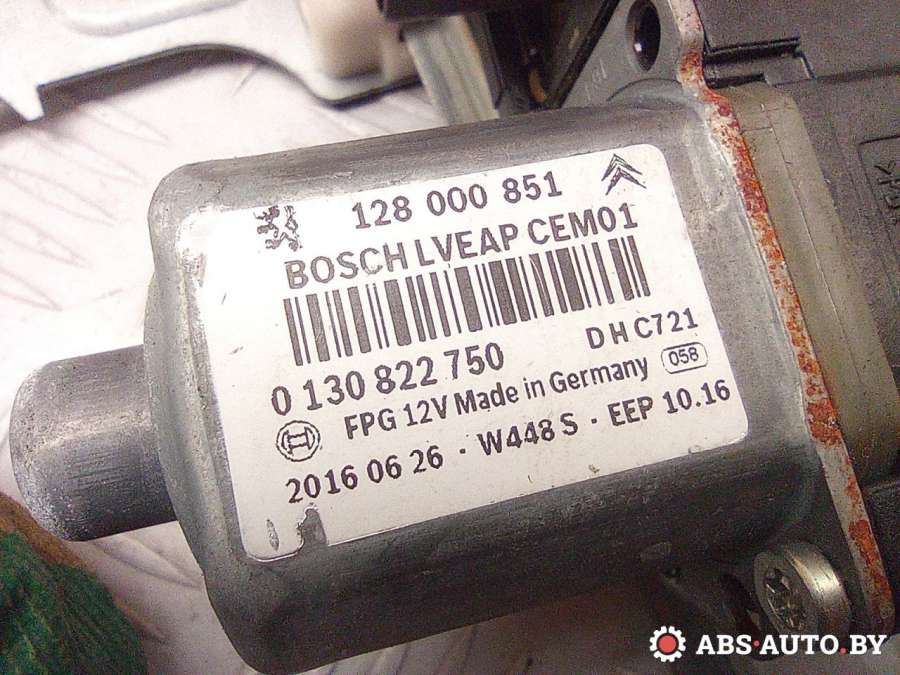 128 000 851
BOSCH LVEAP CEM01
0 130 822 750 DH C721
FPG 12V Made in Germany 058
2016 06 26 · W448 S · EEP 10.16
ABS·AUTO.BY